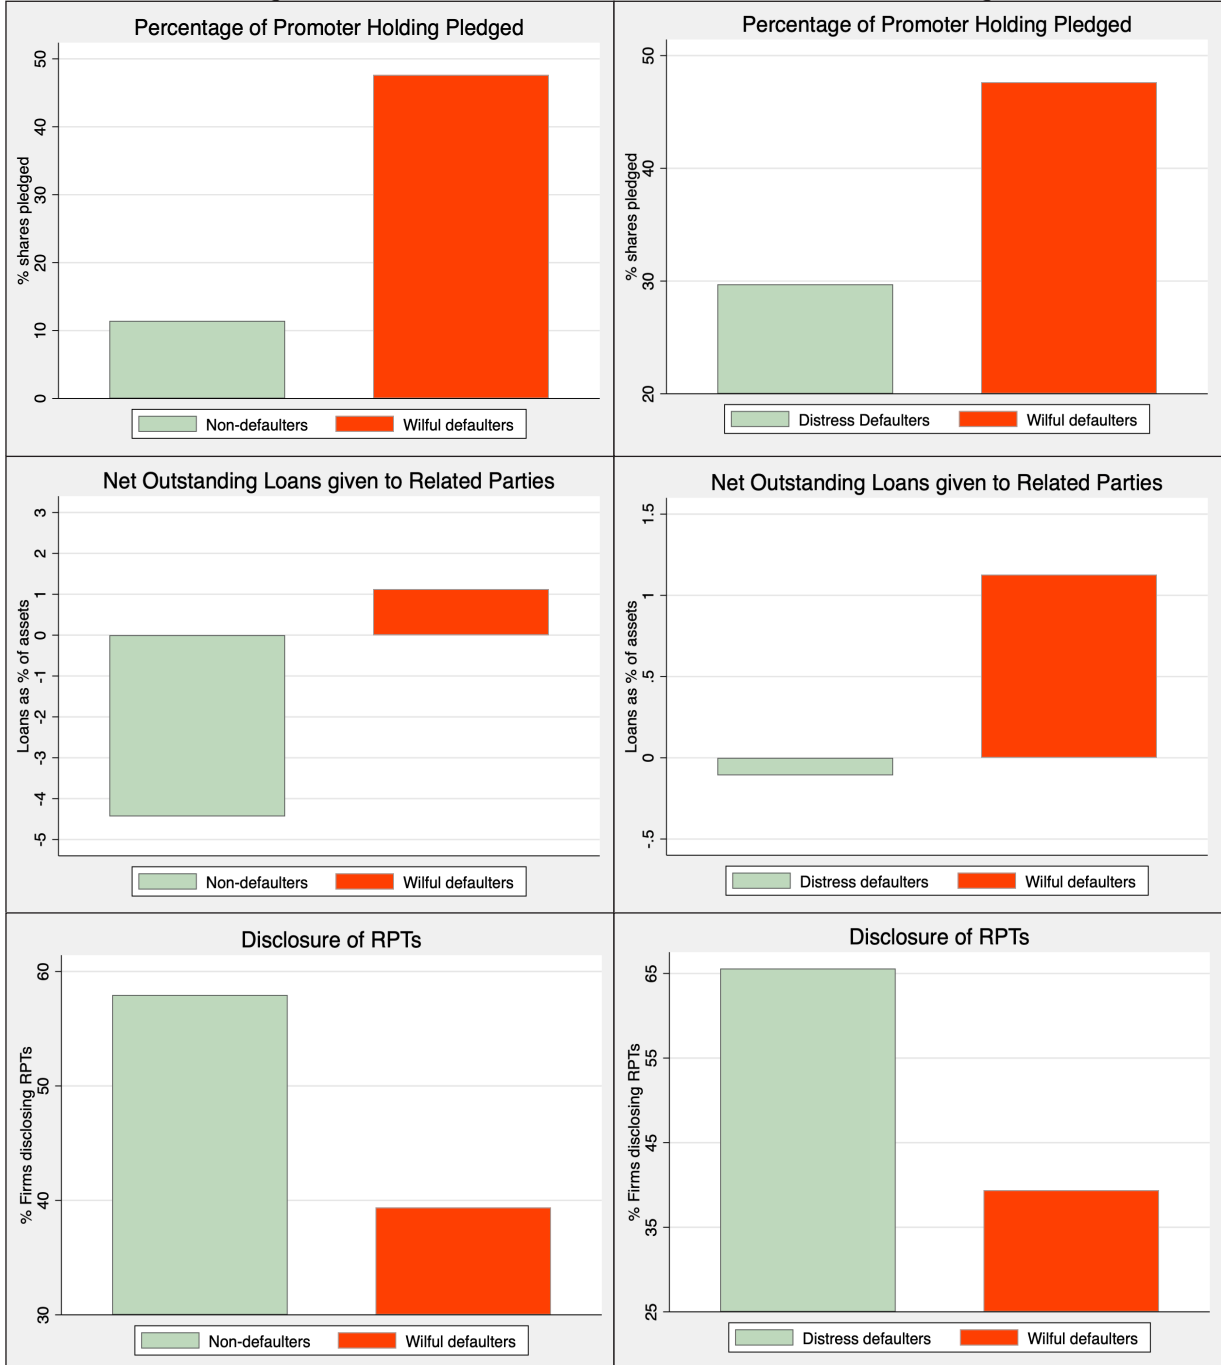 Percentage of Promoter Holding Pledged
% shares pledged
50
40
30
20
10
0
Non-defaulters Wilful defaulters
Percentage of Promoter Holding Pledged
% shares pledged
50
40
30
20
Distress Defaulters Wilful defaulters
Net Outstanding Loans given to Related Parties
Loans as % of assets
3
2
1
0
-1
-2
-3
-4
-5
Non-defaulters Wilful defaulters
Net Outstanding Loans given to Related Parties
Loans as % of assets
1.5
1
.5
0
-.5
Distress defaulters Wilful defaulters
Disclosure of RPTs
% Firms disclosing RPTs
60
50
40
30
Non-defaulters Wilful defaulters
Disclosure of RPTs
% Firms disclosing RPTs
65
55
45
35
25
Distress defaulters Wilful defaulters